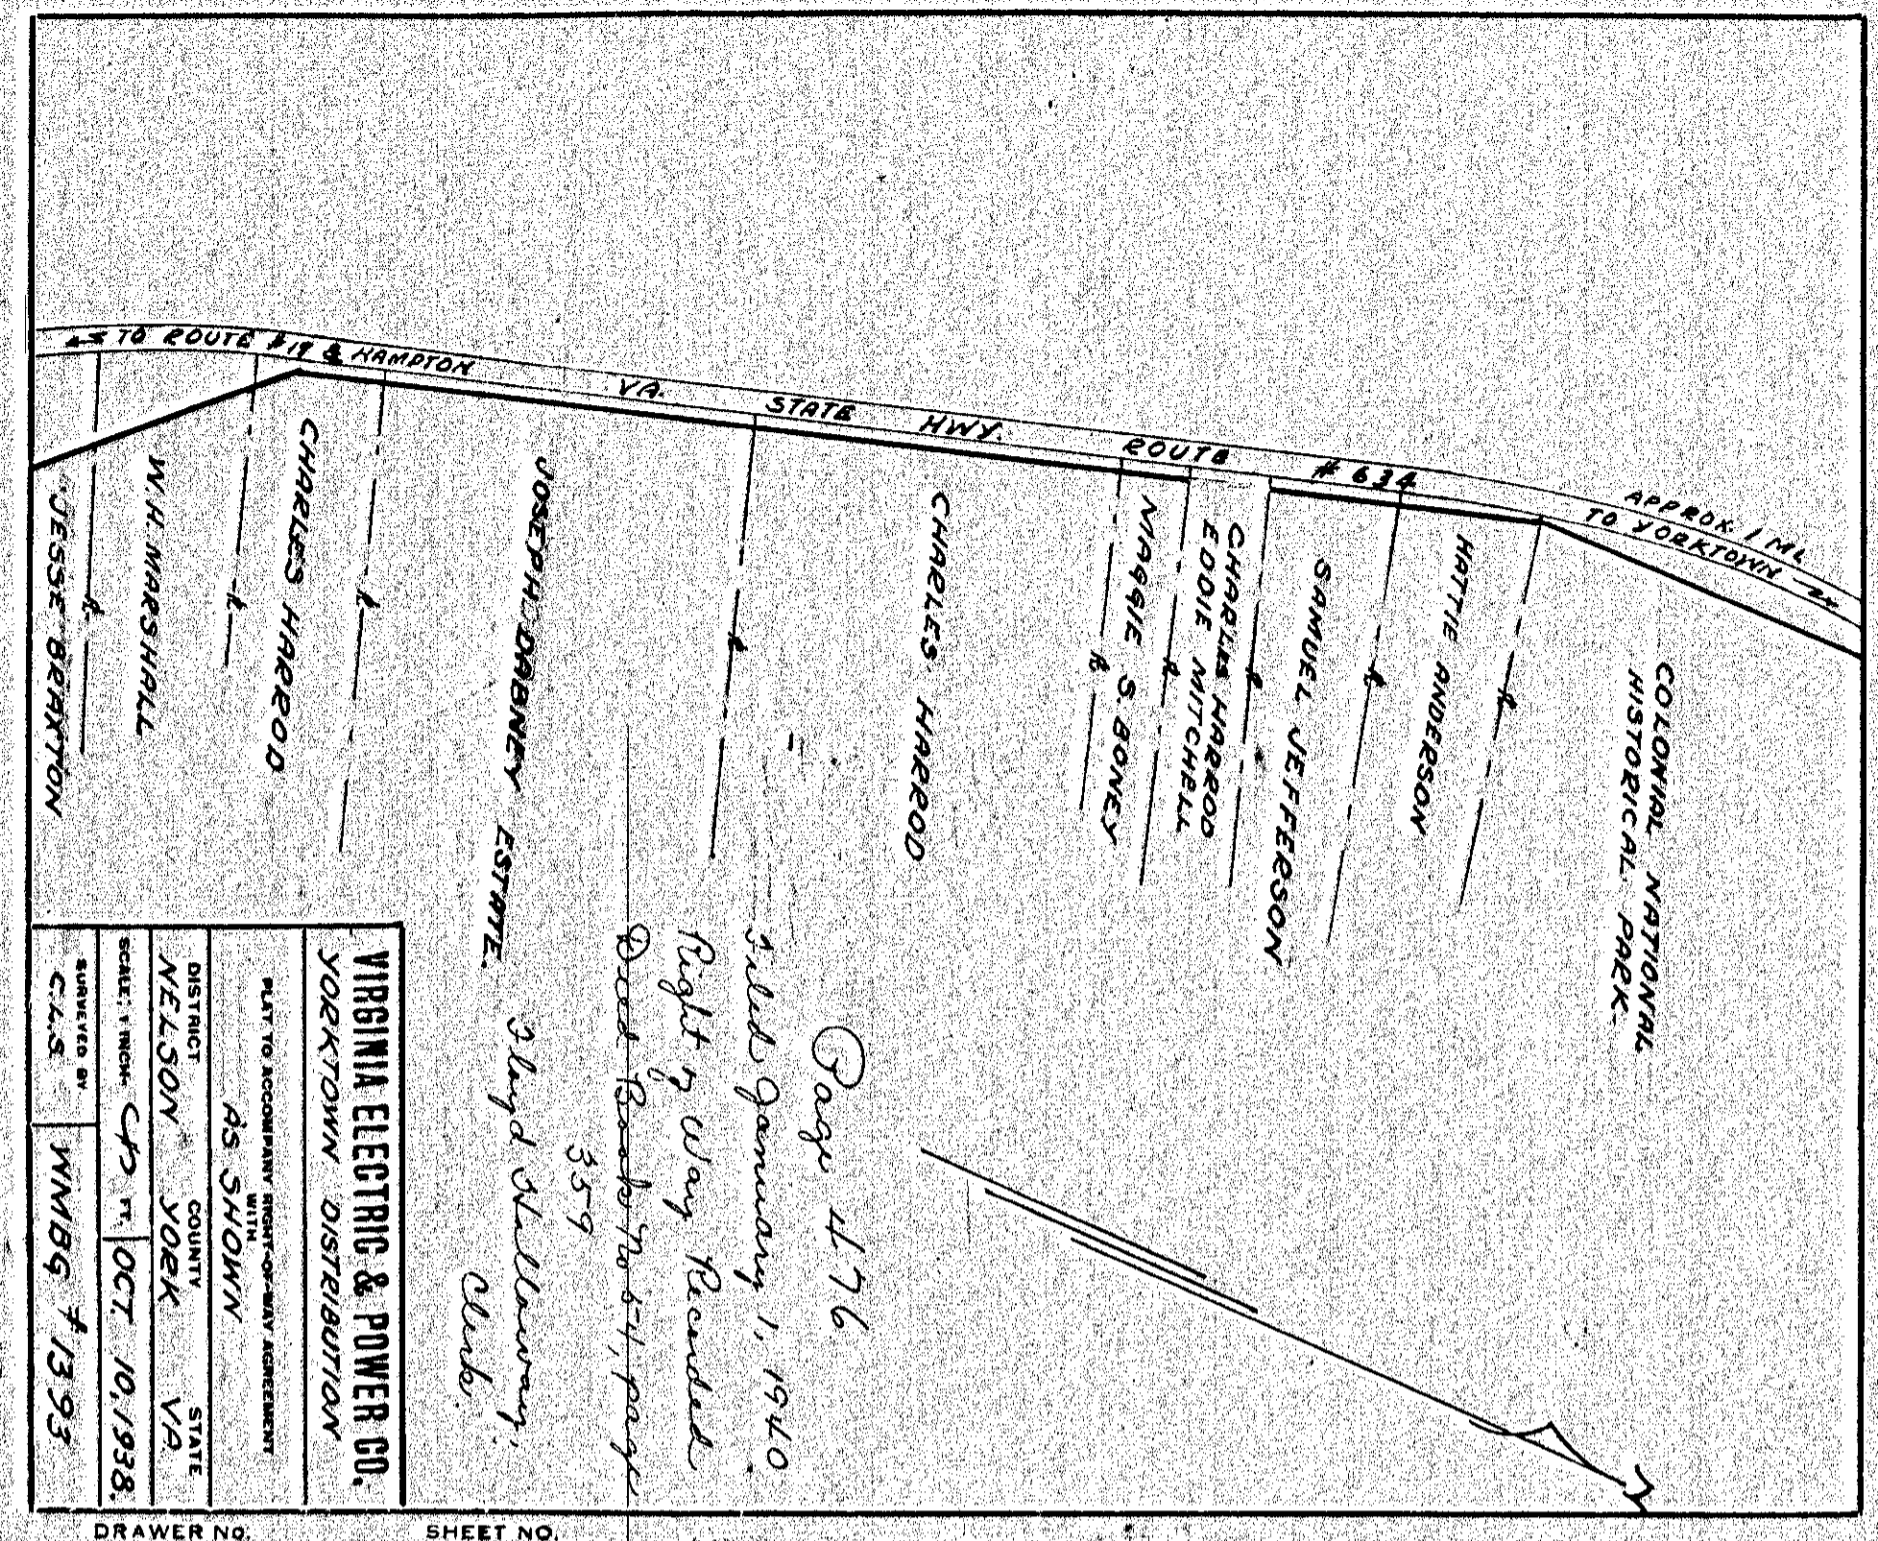 TO ROUTE #17 & HAMPTON
VA. STATE HWY. ROUTE # 634
APPROX. 1 MI.
TO YORKTOWN
JESSE BRAXTON
W. H. MARSHALL
CHARLES HARROD
JOSEPH DABNEY ESTATE.
CHARLES HARROD
MAGGIE S. BONEY
EDDIE MITCHELL
CHARLES HARROD
SAMUEL JEFFERSON
HATTIE ANDERSON
COLONIAL NATIONAL
HISTORICAL PARK.
Page 476
Filed January 1, 1940
Right of Way Recorded
Deed Book No 54, page
359
Floyd Hallowway,
Clerk.
VIRGINIA ELECTRIC & POWER CO.
YORKTOWN DISTRIBUTION
PLAT TO ACCOMPANY RIGHT-OF-WAY AGREEMENT
WITH
AS SHOWN
DISTRICT COUNTY STATE
NELSON YORK VA.
SCALE: 1 INCH- FT. OCT. 10, 1938.
SURVEYED BY
C.L.S. WMBG # 1393
DRAWER NO. SHEET NO.